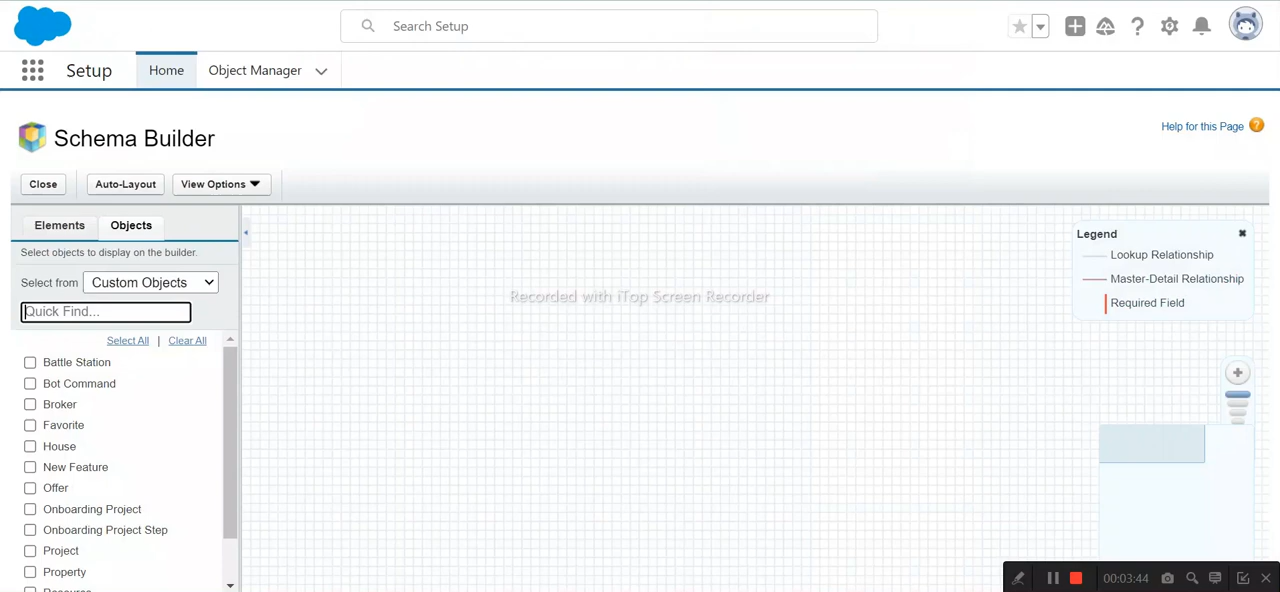 Search Setup
Setup
Home
Object Manager
Schema Builder
Help for this Page
Close
Auto-Layout
View Options
Elements
Objects
Select objects to display on the builder.
Select from
Custom Objects
Quick Find...
Select All | Clear All
Battle Station
Bot Command
Broker
Favorite
House
New Feature
Offer
Onboarding Project
Onboarding Project Step
Project
Property
Legend
Lookup Relationship
Master-Detail Relationship
Required Field
Recorded with iTop Screen Recorder
00:03:44